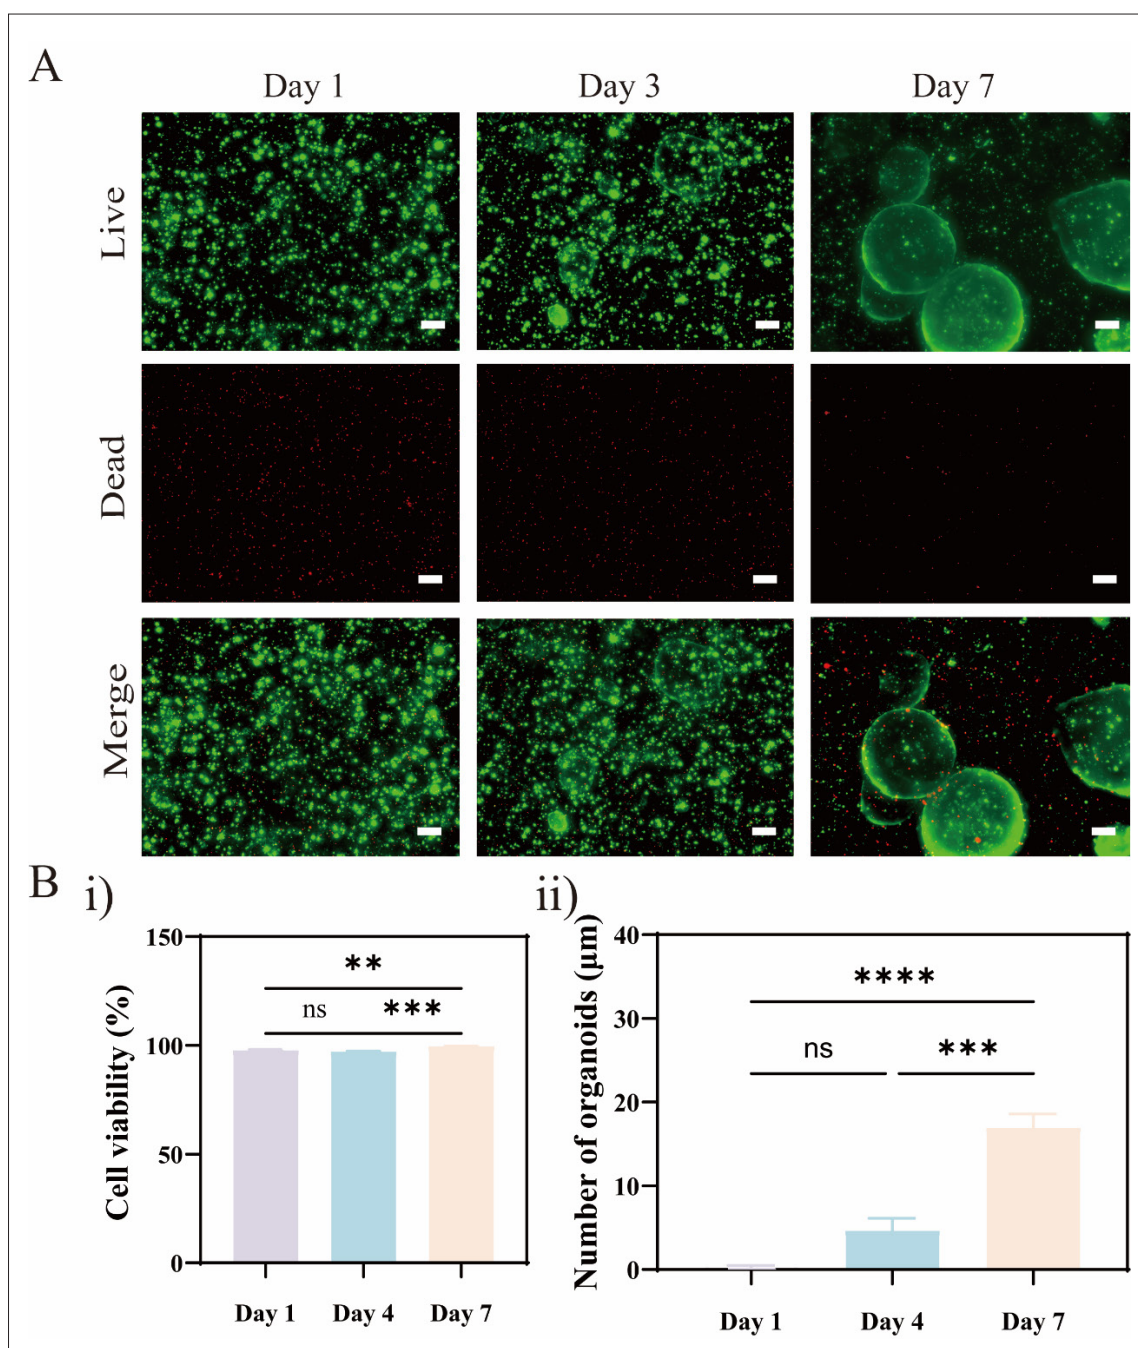 A
Day 1 Day 3 Day 7
Live
Dead
Merge
B i) ii)
Cell viability (%)
150
100
50
0
**
ns ***
Day 1 Day 4 Day 7
Number of organoids (µm)
40
30
20
10
0
****
ns ***
Day 1 Day 4 Day 7